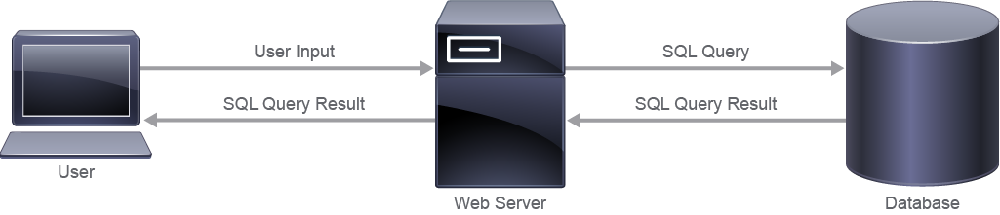 User Input
SQL Query
SQL Query Result
SQL Query Result
User
Web Server
Database